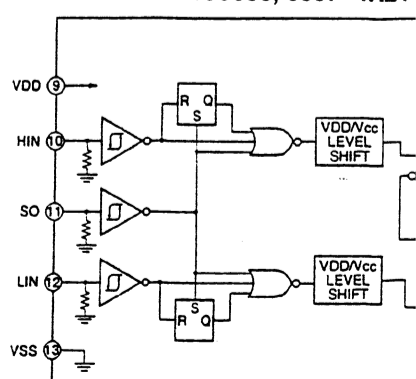 VDD 9
R Q
S
HIN 10
VDD/Vcc
LEVEL
SHIFT
SO 11
LIN 12
VDD/Vcc
LEVEL
SHIFT
S
R Q
VSS 13